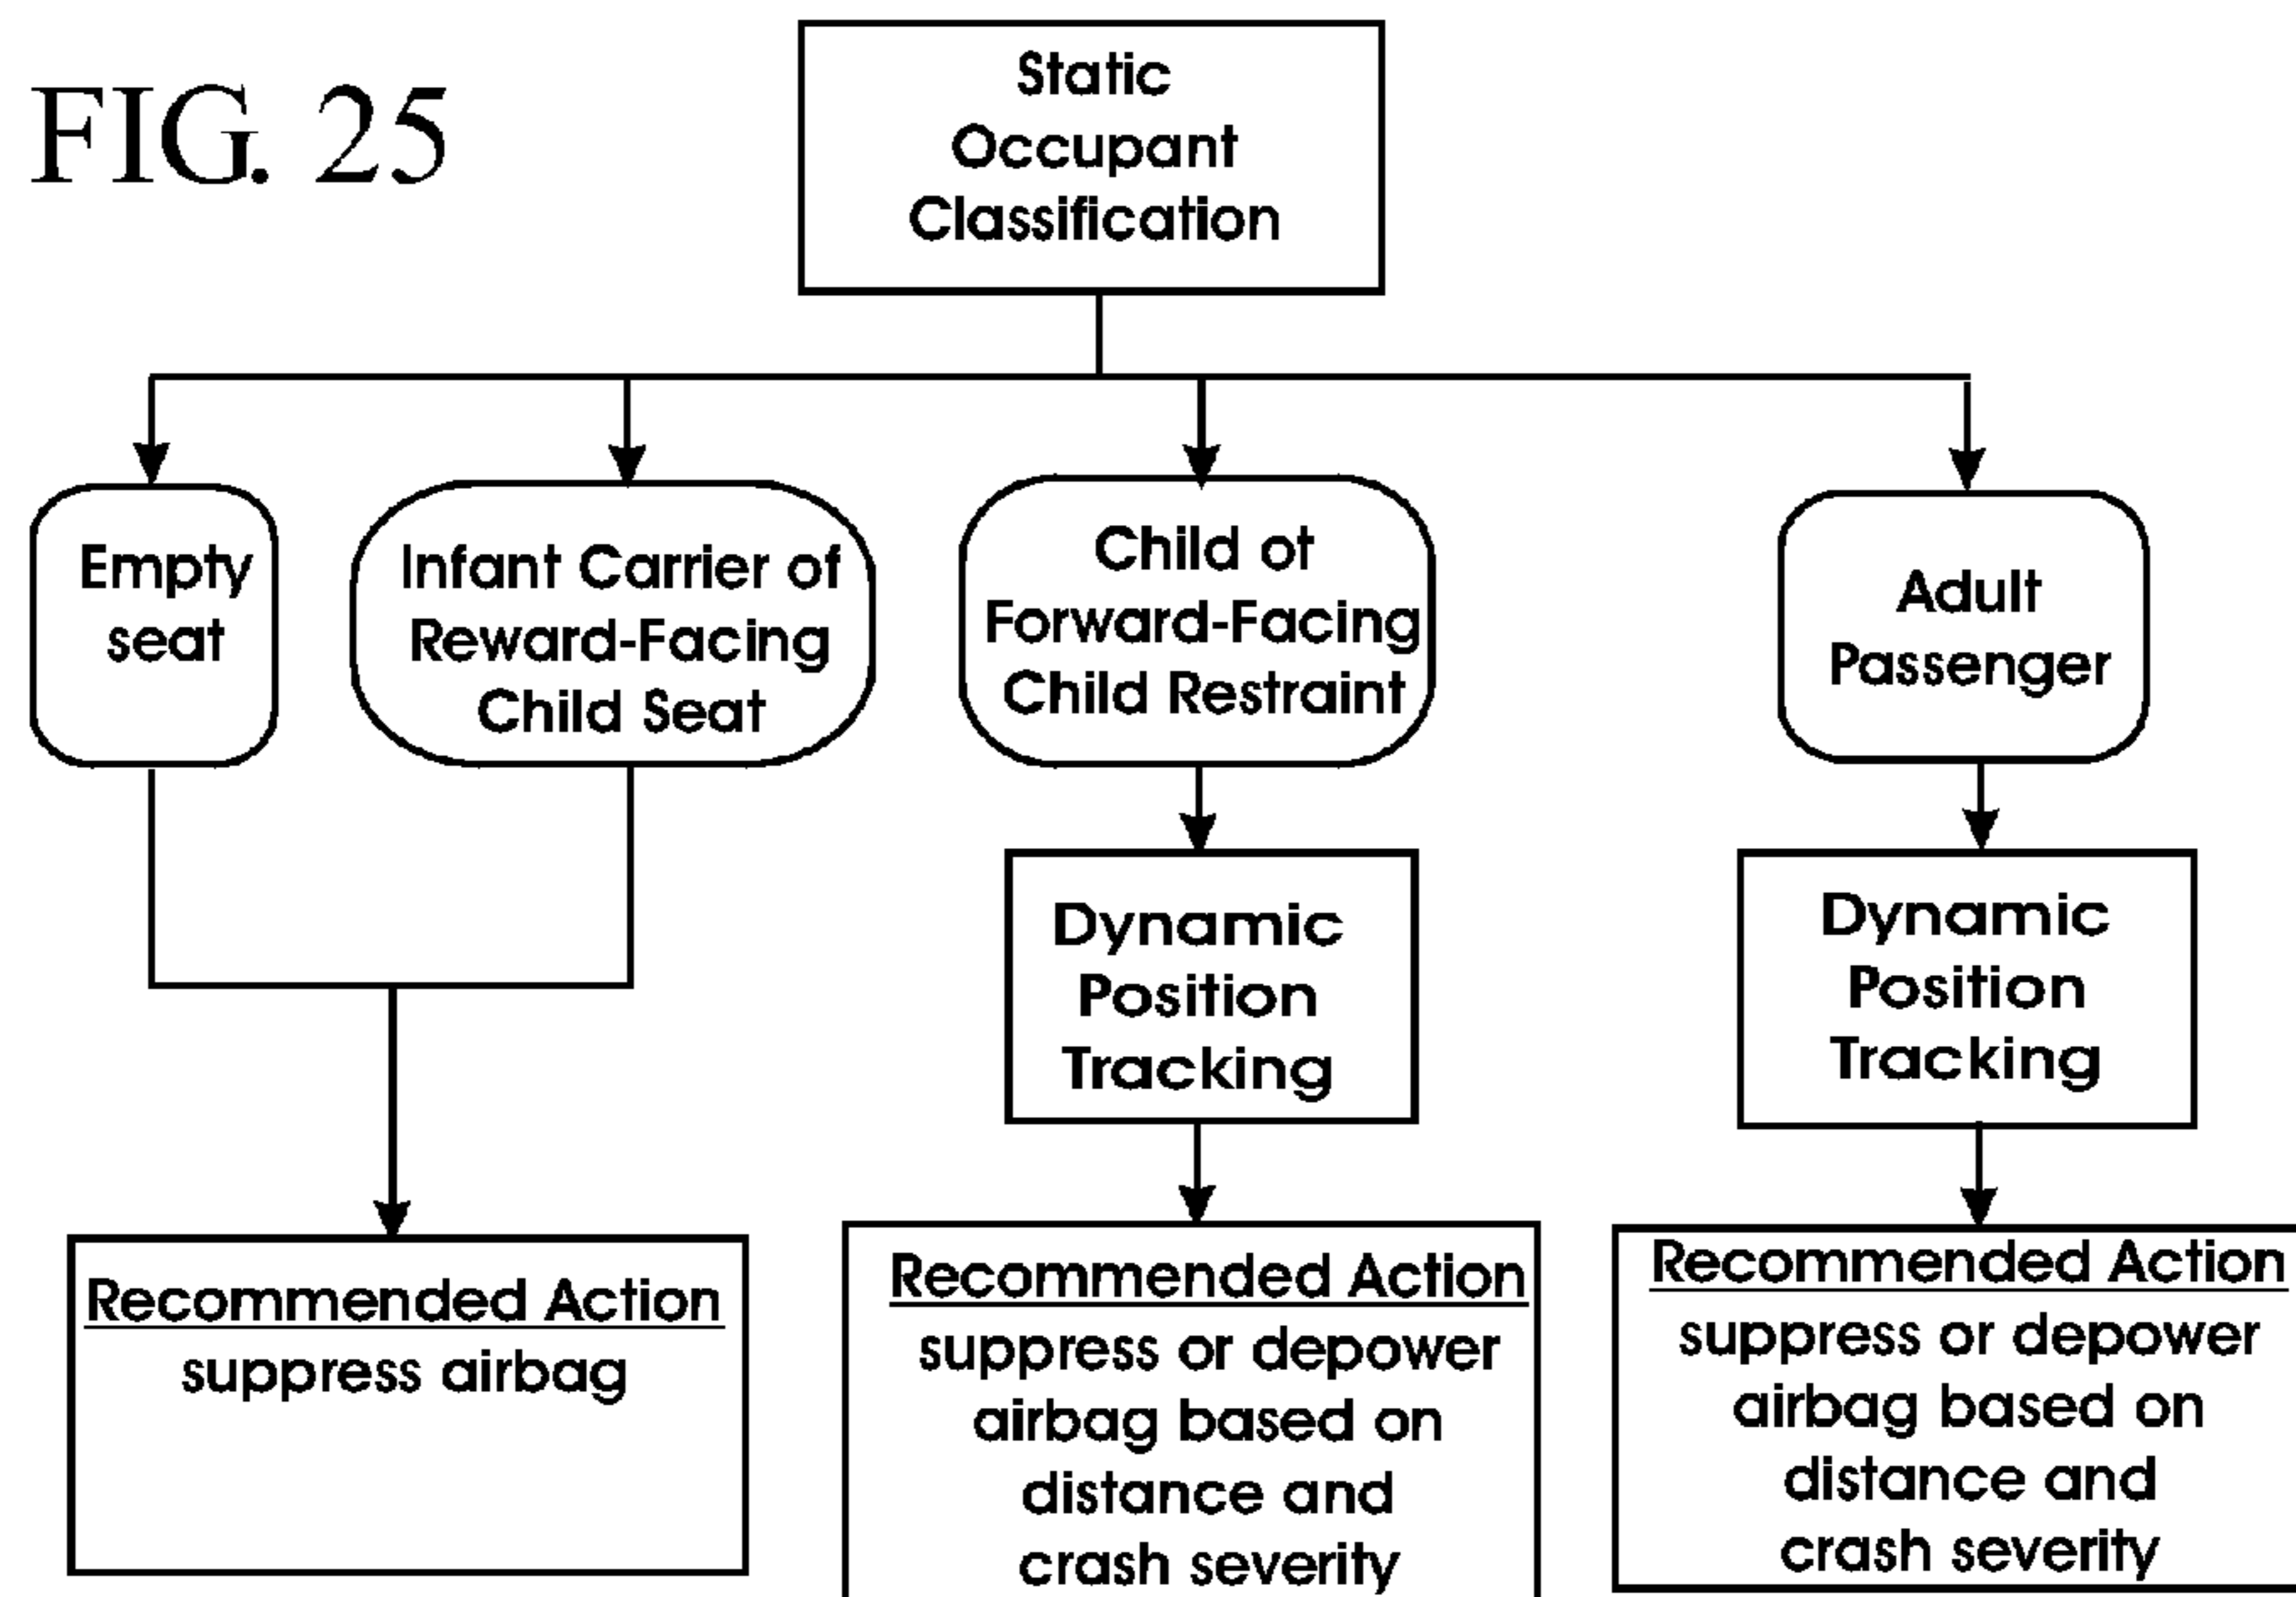 FIG. 25
Static
Occupant
Classification
Empty
seat
Infant Carrier of
Reward-Facing
Child Seat
Child ot
Forward-Facing
Child Restraint
Adult
Passenger
Dynamic
Position
Tracking
Dynamic
Position
Tracking
Recommended Action
suppress airbag
Recommended Action
suppress or depower
airbag based on
distance and
crash severity
Recommended Action
suppress or depower
airbag based on
distance and
crash severity